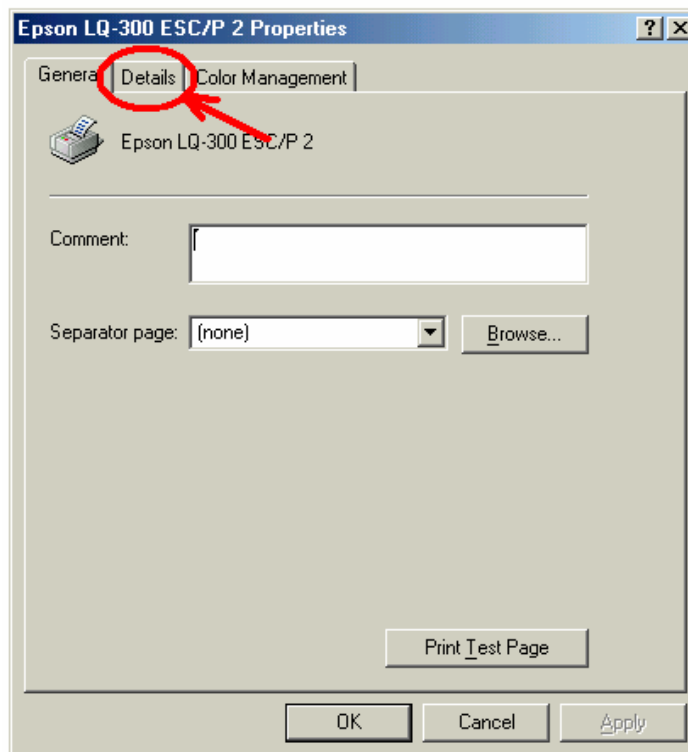 Epson LQ-300 ESC/P 2 Properties
General Details Color Management
Epson LQ-300 ESC/P 2
Comment:
Separator page: (none) Browse...
Print Test Page
OK Cancel Apply